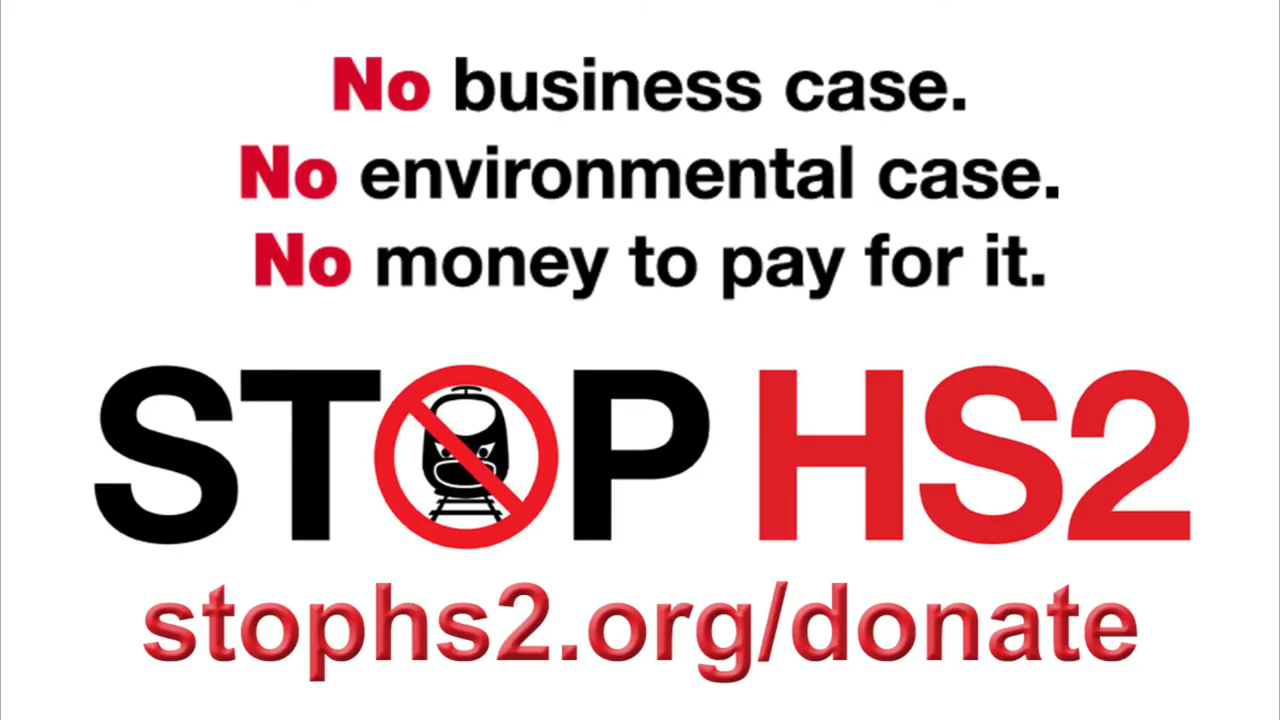 No business case.
No environmental case.
No money to pay for it.
STOP HS2
stophs2.org/donate